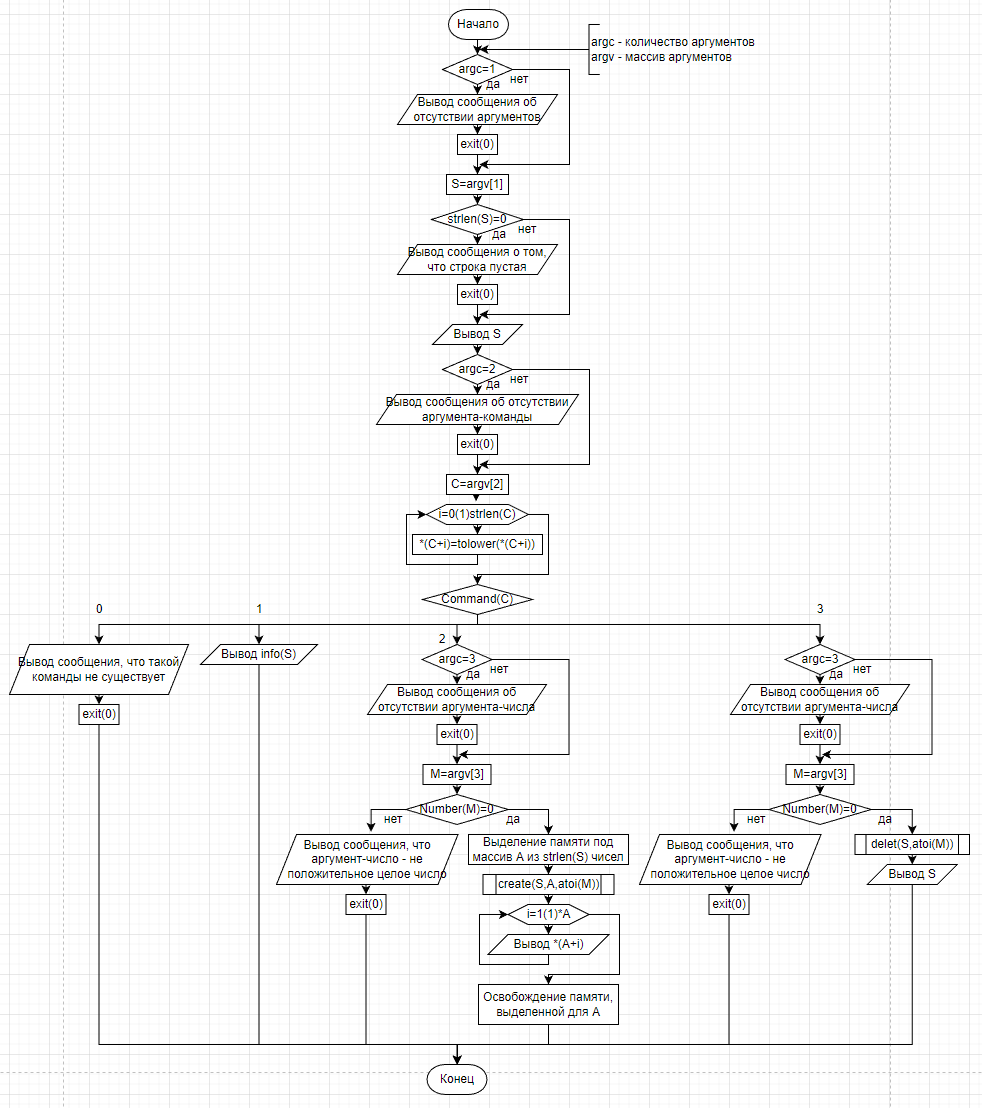 Начало
argc - количество аргументов
argv - массив аргументов
argc=1
нет
да
Вывод сообщения об
отсутствии аргументов
exit(0)
S=argv[1]
strlen(S)=0
нет
да
Вывод сообщения о том,
что строка пустая
exit(0)
Вывод S
argc=2
нет
да
Вывод сообщения об отсутствии
аргумента-команды
exit(0)
C=argv[2]
i=0(1)strlen(C)
*(C+i)=tolower(*(C+i))
Command(C)
0
1
2
3
Вывод сообщения, что такой
команды не существует
exit(0)
Вывод info(S)
argc=3
нет
да
Вывод сообщения об
отсутствии аргумента-числа
exit(0)
M=argv[3]
Number(M)=0
нет
да
Вывод сообщения, что
аргумент-число - не
положительное целое число
exit(0)
Выделение памяти под
массив A из strlen(S) чисел
create(S,A,atoi(M))
i=1(1)*A
Вывод *(A+i)
Освобождение памяти,
выделенной для A
argc=3
нет
да
Вывод сообщения об
отсутствии аргумента-числа
exit(0)
M=argv[3]
Number(M)=0
нет
да
Вывод сообщения, что
аргумент-число - не
положительное целое число
exit(0)
delet(S,atoi(M))
Вывод S
Конец